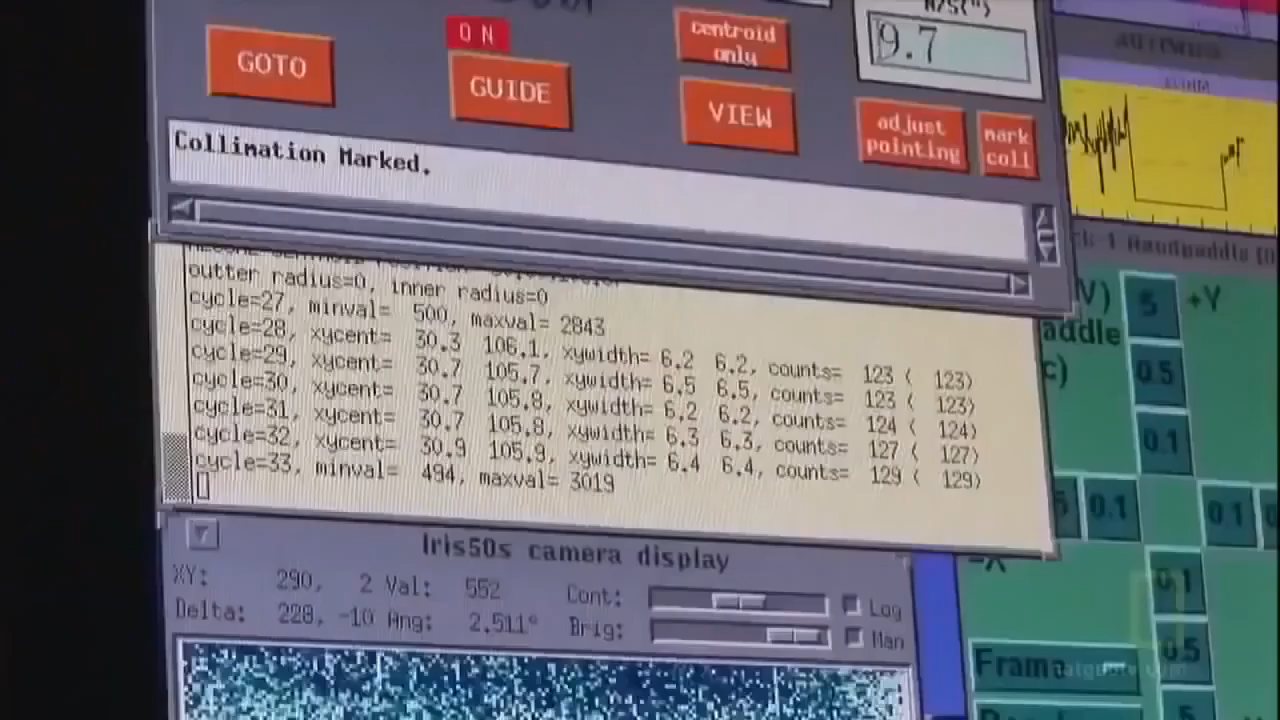 ON
centroid
only
9.7
GOTO
GUIDE
VIEW
adjust
pointing
mark
coll
Collimation Marked.
outter radius=0, inner radius=0
cycle=27, minval= 500, maxval= 2843
cycle=28, xycent= 30.3 106.1, xywidth= 6.2 6.2, counts= 123 ( 123)
cycle=29, xycent= 30.7 105.7, xywidth= 6.5 6.5, counts= 123 ( 123)
cycle=30, xycent= 30.7 105.8, xywidth= 6.2 6.2, counts= 124 ( 124)
cycle=31, xycent= 30.7 105.8, xywidth= 6.3 6.3, counts= 127 ( 127)
cycle=32, xycent= 30.9 105.9, xywidth= 6.4 6.4, counts= 129 ( 129)
cycle=33, minval= 494, maxval= 3019
Iris50s camera display
XY: 290, 2 Val: 552 Cont: Log
Delta: 228, -10 Ang: 2.511° Brig: Man
Handpaddle
5 +Y
addle
0.5
0.1
0.1 0.1
-X
0.1
0.5
Frame
5